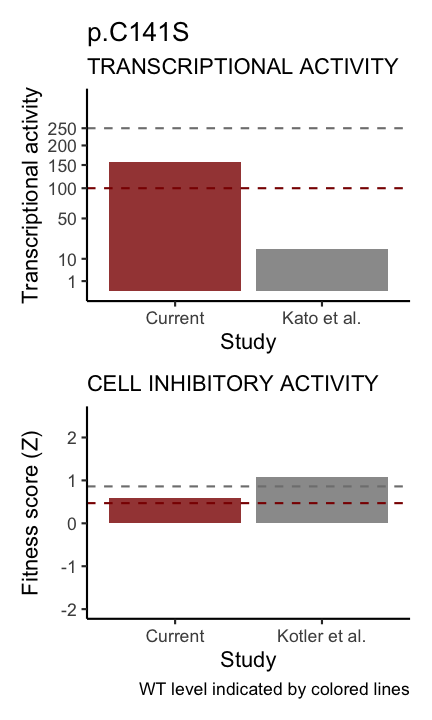 p.C141S
TRANSCRIPTIONAL ACTIVITY
Transcriptional activity
250
200
150
100
50
10
1
Current
Kato et al.
Study
CELL INHIBITORY ACTIVITY
Fitness score (Z)
2
1
0
-1
-2
Current
Kotler et al.
Study
WT level indicated by colored lines